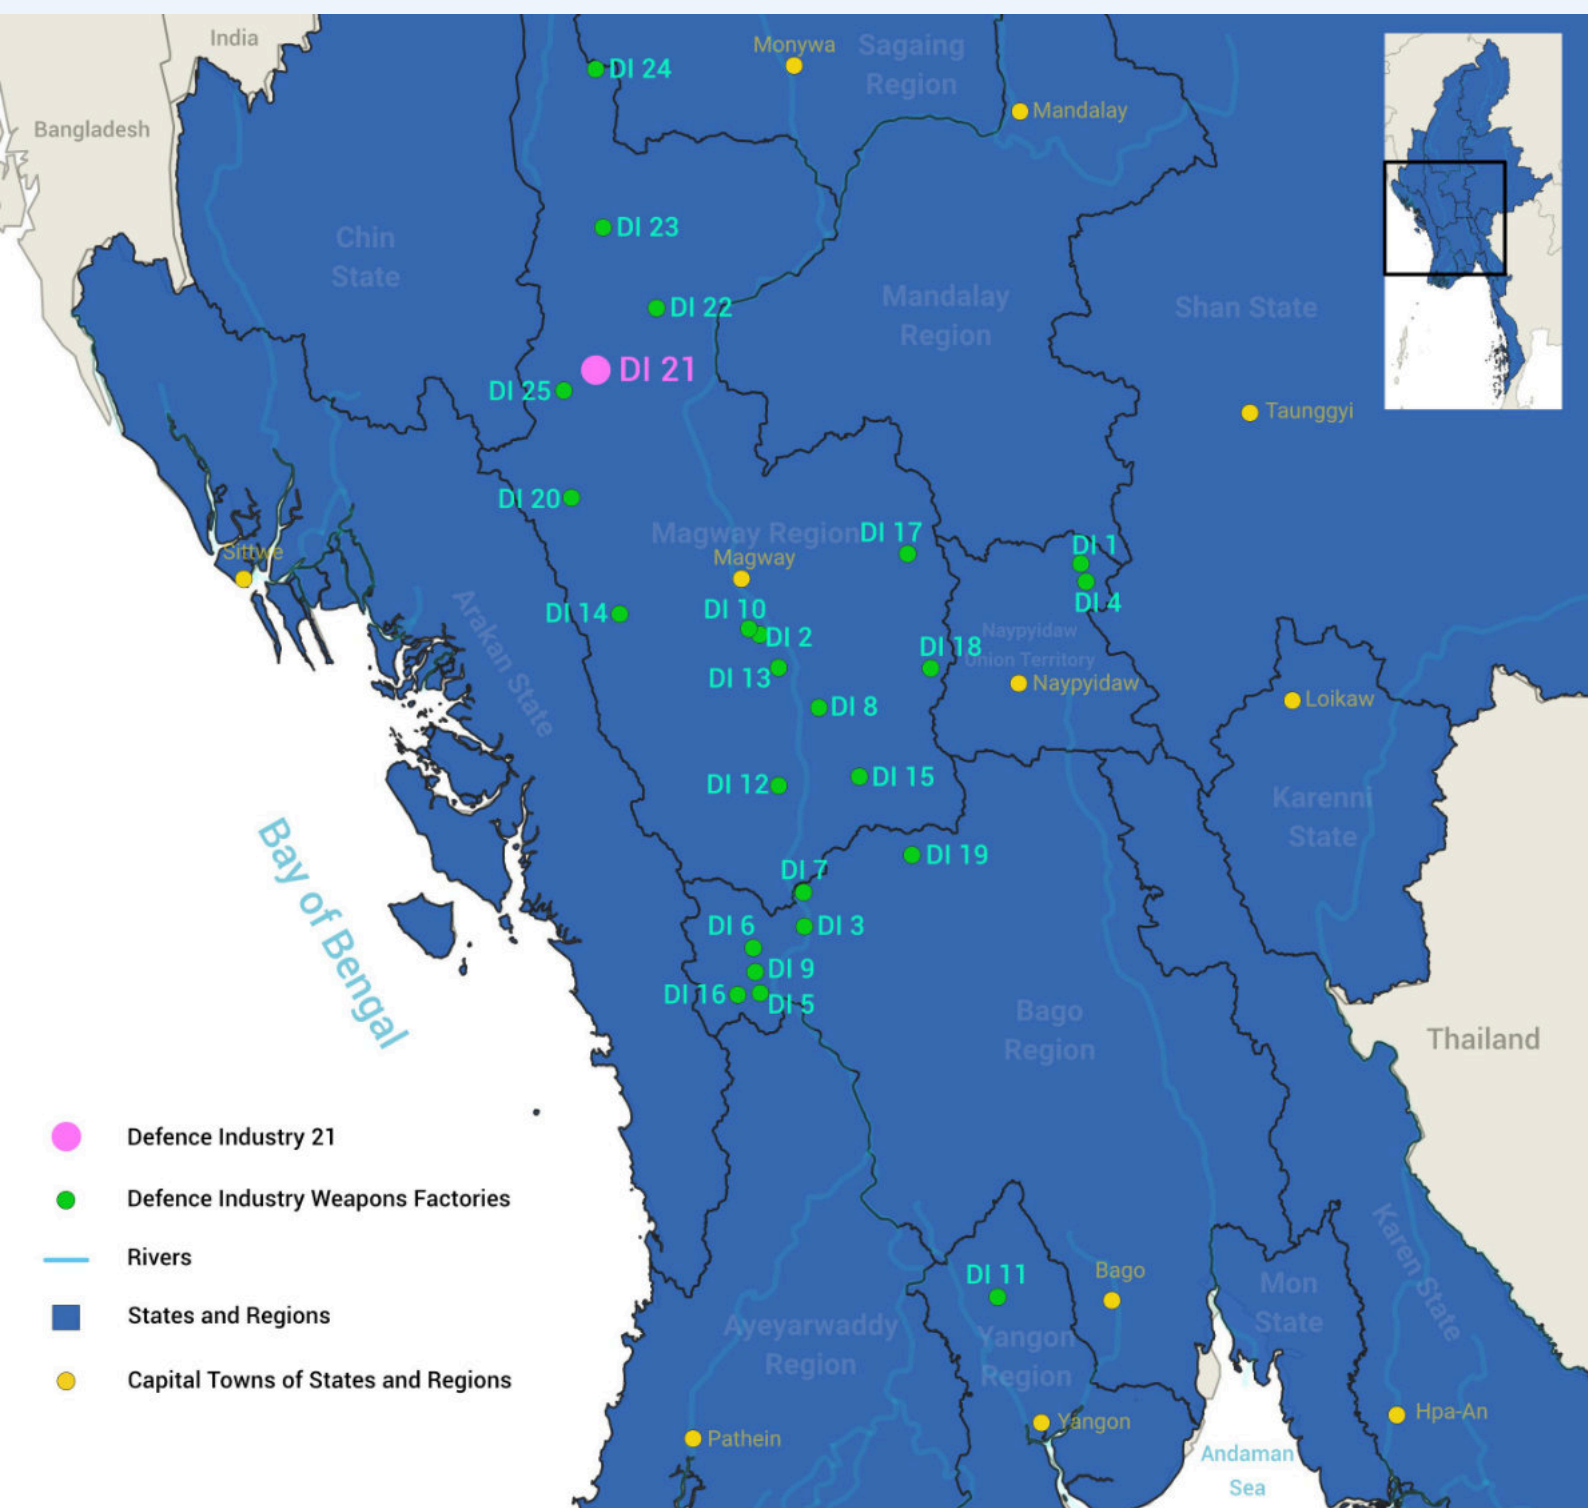 India
Monywa
Sagaing
Region
DI 24
Mandalay
Bangladesh
DI 23
Chin
State
Mandalay
Region
Shan State
DI 22
DI 21
DI 25
Taunggyi
DI 20
Magway Region
DI 17
Sittwe
Magway
DI 1
DI 4
DI 14
DI 10
DI 2
Arakan State
Naypyidaw
Union Territory
DI 18
DI 13
Naypyidaw
Loikaw
DI 8
DI 12
DI 15
Karenni
State
Bay of Bengal
DI 7
DI 19
DI 6
DI 3
DI 9
DI 16
DI 5
Bago
Region
Thailand
Defence Industry 21
Defence Industry Weapons Factories
Rivers
States and Regions
Capital Towns of States and Regions
DI 11
Bago
Mon
State
Karen State
Ayeyarwaddy
Region
Yangon
Region
Pathein
Yangon
Hpa-An
Andaman
Sea